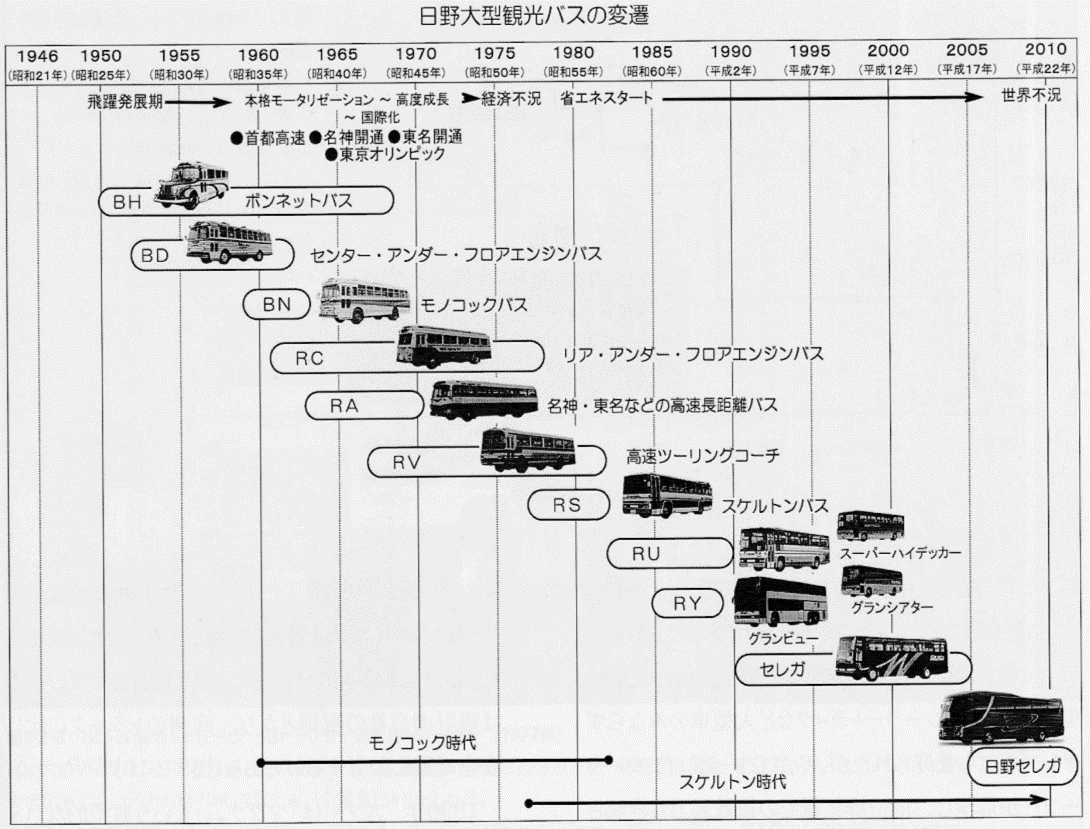 日野大型観光バスの変遷
1946 1950 1955 1960 1965 1970 1975 1980 1985 1990 1995 2000 2005 2010
(昭和21年) (昭和25年) (昭和30年) (昭和35年) (昭和40年) (昭和45年) (昭和50年) (昭和55年) (昭和60年) (平成2年) (平成7年) (平成12年) (平成17年) (平成22年)
飛躍発展期 本格モータリゼーション ～ 高度成長 経済不況 省エネスタート 世界不況
～ 国際化
●首都高速 ●名神開通 ●東名開通
●東京オリンピック
BH ボンネットバス
BD センター・アンダー・フロアエンジンバス
BN モノコックバス
RC リア・アンダー・フロアエンジンバス
RA 名神・東名などの高速長距離バス
RV 高速ツーリングコーチ
RS スケルトンバス
RU スーパーハイデッカー
RY グランシアター
グランビュー
セレガ
モノコック時代
日野セレガ
スケルトン時代